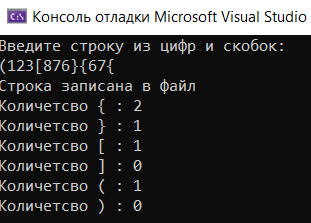 Консоль отладки Microsoft Visual Studio
Введите строку из цифр и скобок:
(123[876}{67{
Строка записана в файл
Количетсво { : 2
Количетсво } : 1
Количетсво [ : 1
Количетсво ] : 0
Количетсво ( : 1
Количетсво ) : 0